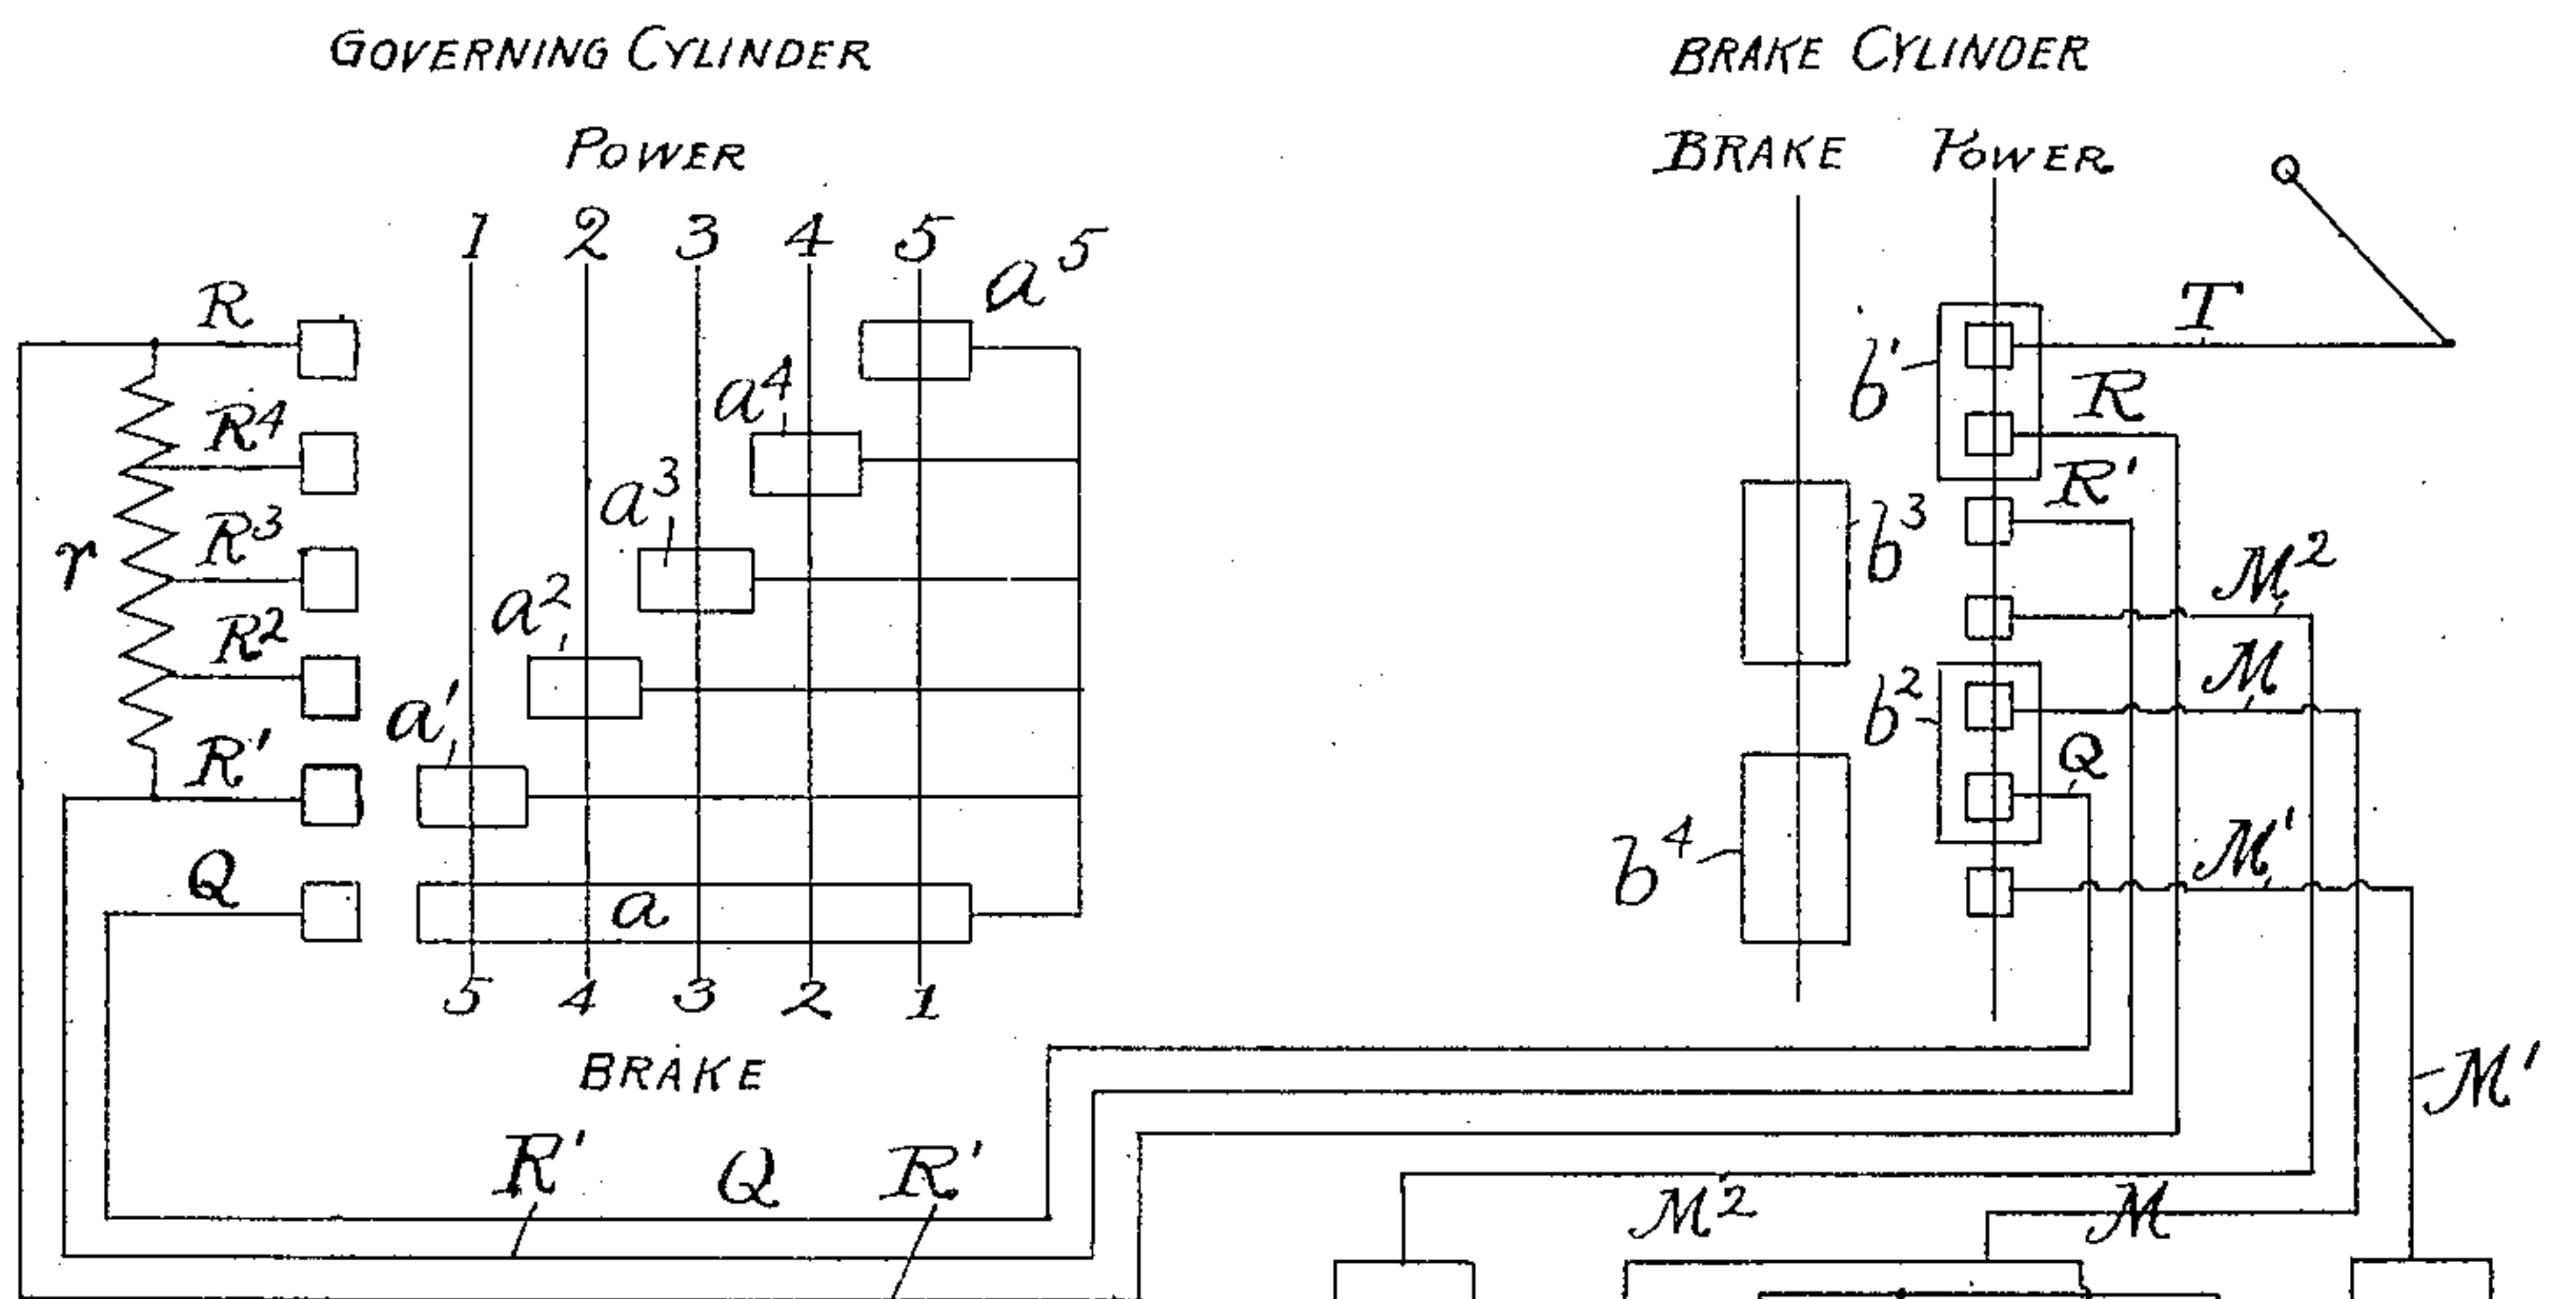 GOVERNING CYLINDER
BRAKE CYLINDER
POWER
BRAKE POWER
1 2 3 4 5
a⁵
R
T
b'
R
a⁴
R⁴
R'
a³
b³
R³
r
M²
a²
R²
M
b²
a'
R'
Q
Q
b⁴
M'
a
5 4 3 2 1
BRAKE
M'
R' Q R'
M² M